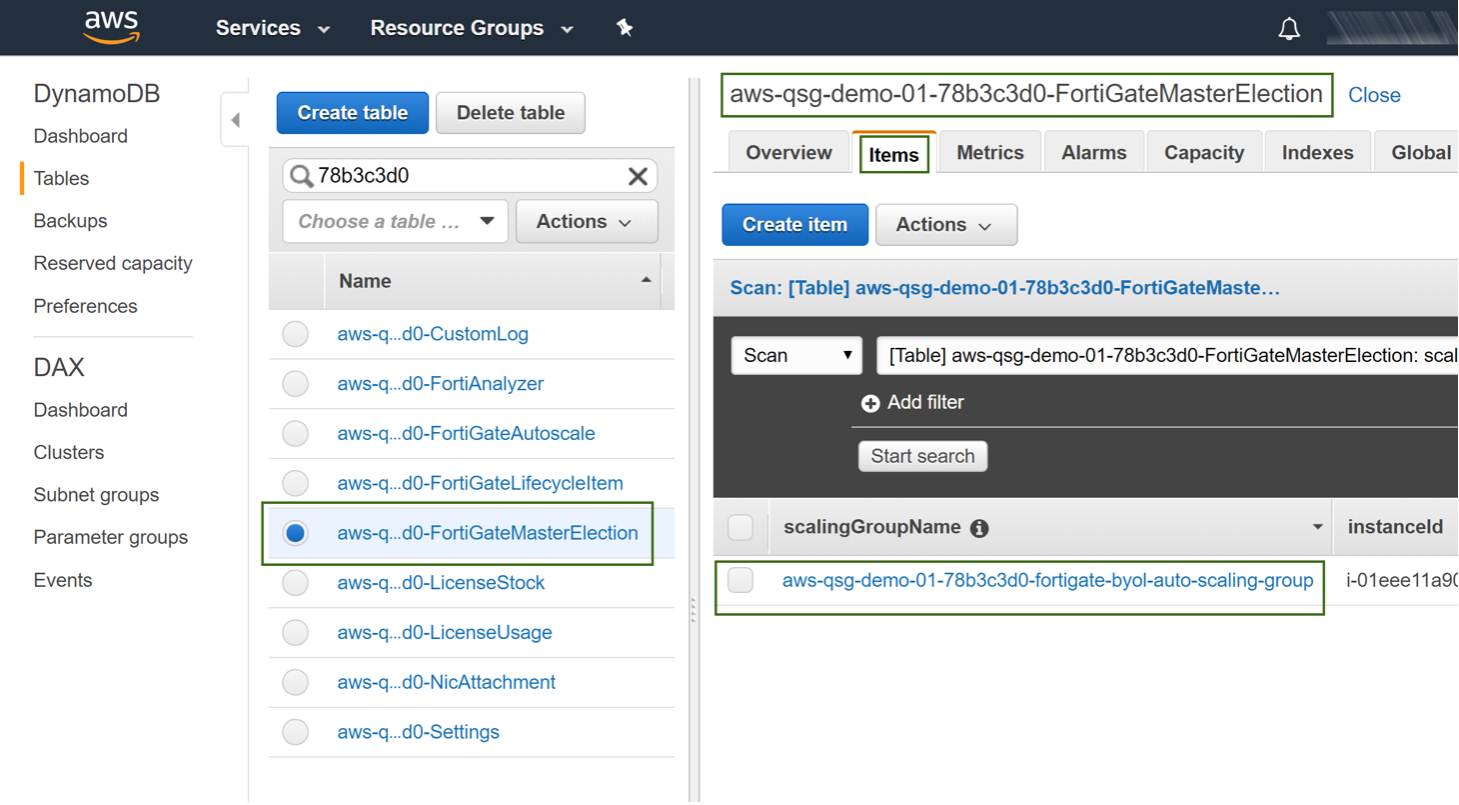 aws Services Resource Groups
DynamoDB
Dashboard
Tables
Backups
Reserved capacity
Preferences
DAX
Dashboard
Clusters
Subnet groups
Parameter groups
Events
Create table Delete table
78b3c3d0
Choose a table ... Actions
Name
aws-q...d0-CustomLog
aws-q...d0-FortiAnalyzer
aws-q...d0-FortiGateAutoscale
aws-q...d0-FortiGateLifecycleItem
aws-q...d0-FortiGateMasterElection
aws-q...d0-LicenseStock
aws-q...d0-LicenseUsage
aws-q...d0-NicAttachment
aws-q...d0-Settings
aws-qsg-demo-01-78b3c3d0-FortiGateMasterElection Close
Overview Items Metrics Alarms Capacity Indexes Global
Create item Actions
Scan: [Table] aws-qsg-demo-01-78b3c3d0-FortiGateMaste...
Scan [Table] aws-qsg-demo-01-78b3c3d0-FortiGateMasterElection: scal
Add filter
Start search
scalingGroupName instanceId
aws-qsg-demo-01-78b3c3d0-fortigate-byol-auto-scaling-group i-01eee11a90